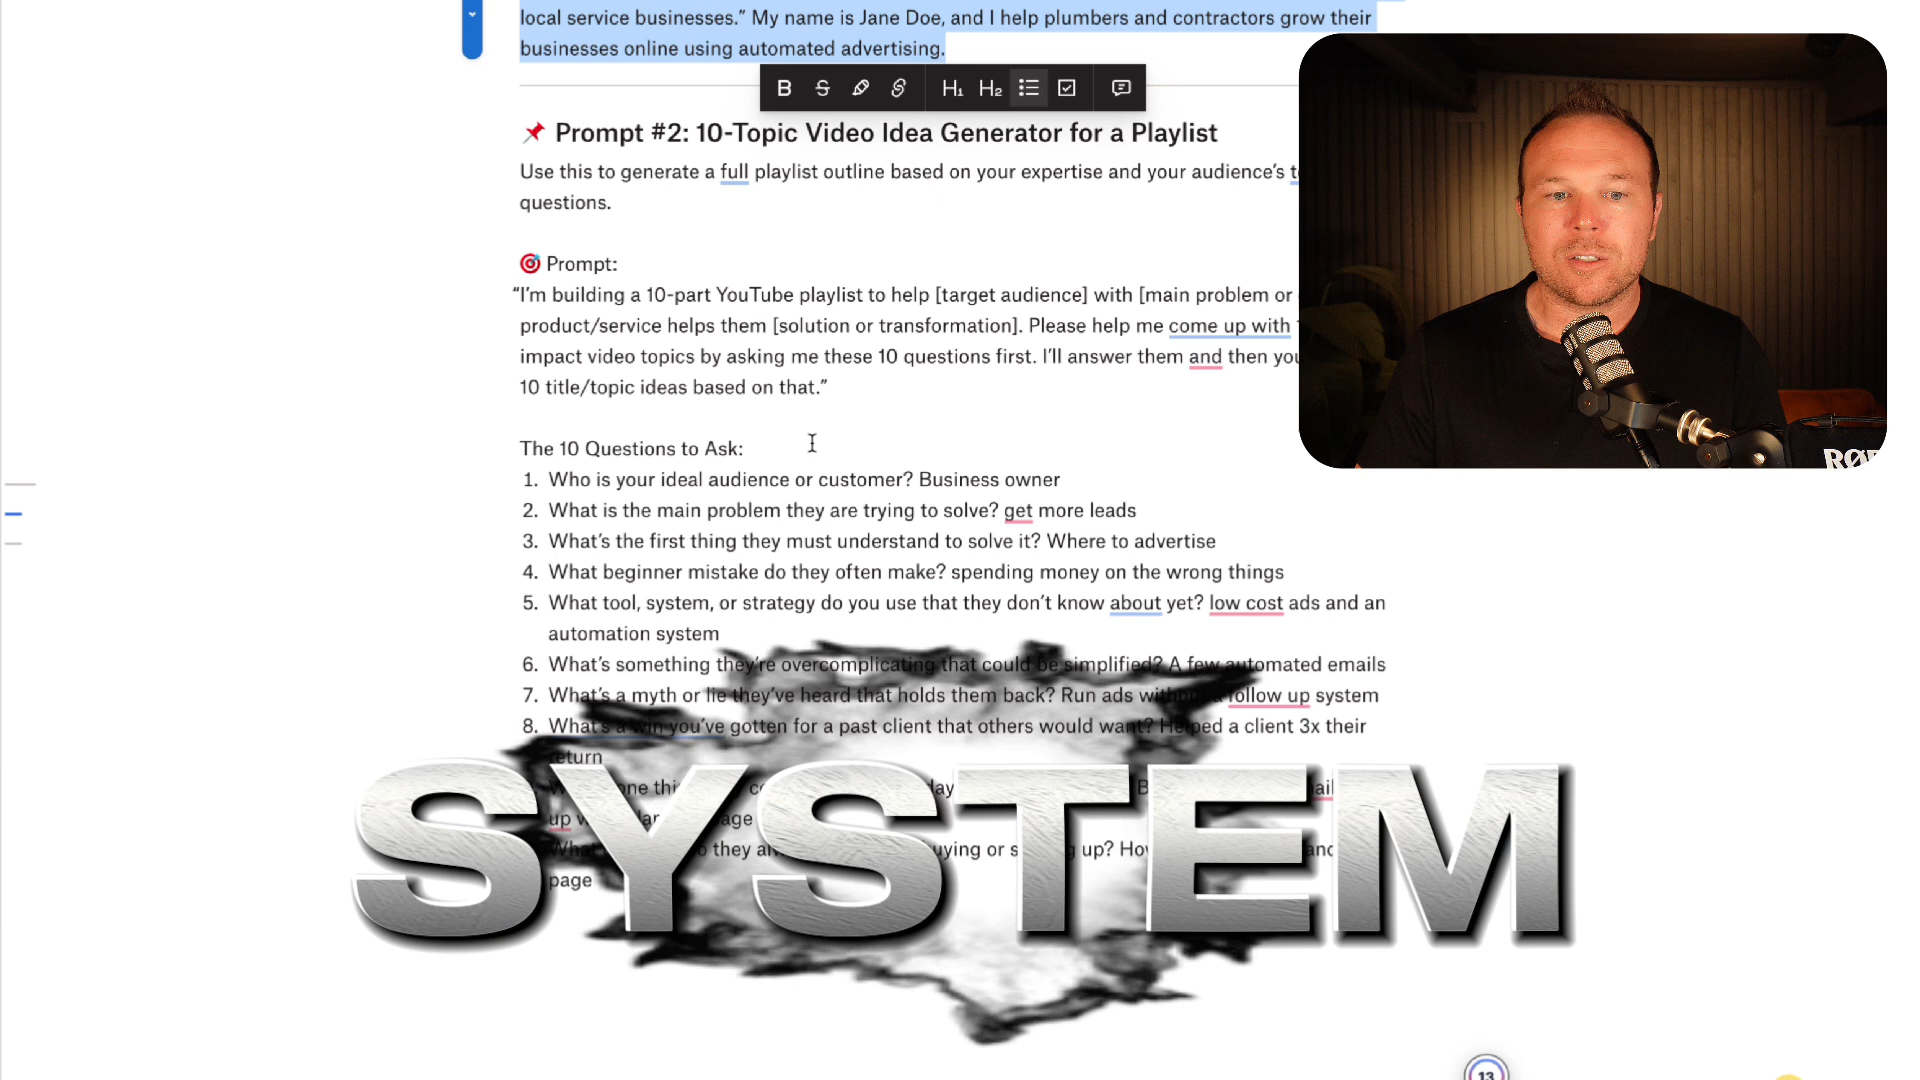 local service businesses.” My name is Jane Doe, and I help plumbers and contractors grow their
businesses online using automated advertising.
B S H1 H2
📌 Prompt #2: 10-Topic Video Idea Generator for a Playlist
Use this to generate a full playlist outline based on your expertise and your audience’s
questions.
🎯 Prompt:
“I’m building a 10-part YouTube playlist to help [target audience] with [main problem or
product/service helps them [solution or transformation]. Please help me come up with
impact video topics by asking me these 10 questions first. I’ll answer them and then you
10 title/topic ideas based on that.”
The 10 Questions to Ask:
1. Who is your ideal audience or customer? Business owner
2. What is the main problem they are trying to solve? get more leads
3. What’s the first thing they must understand to solve it? Where to advertise
4. What beginner mistake do they often make? spending money on the wrong things
5. What tool, system, or strategy do you use that they don’t know about yet? low cost ads and an
automation system
6. What’s something they’re overcomplicating that could be simplified? A few automated emails
7. What’s a myth or lie they’ve heard that holds them back? Run ads without a follow up system
8. What’s a win you’ve gotten for a past client that others would want? Helped a client 3x their
return
one
up
they buying or up?
page
SYSTEM
RØDE
13